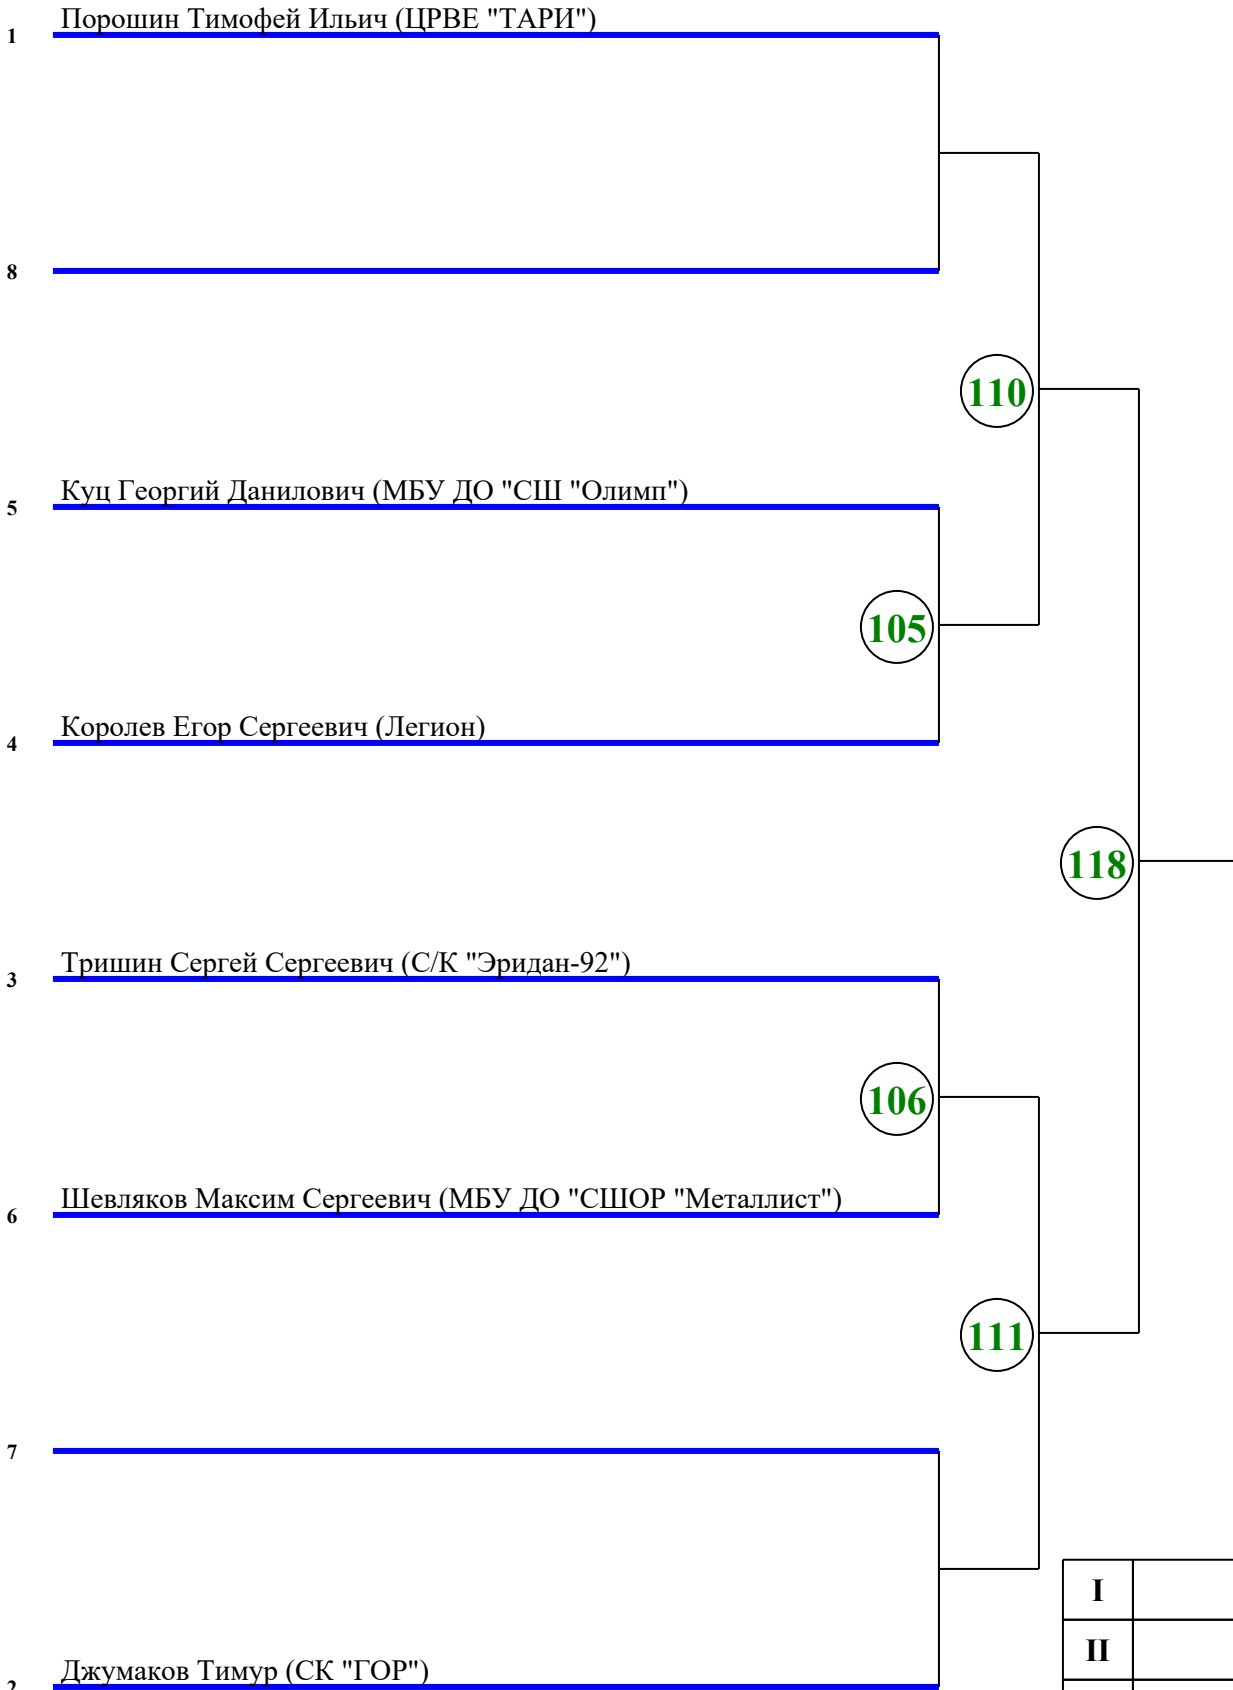 1 Порошин Тимофей Ильич (ЦРВЕ "ТАРИ")
8
110
5 Куц Георгий Данилович (МБУ ДО "СШ "Олимп")
105
4 Королев Егор Сергеевич (Легион)
118
3 Тришин Сергей Сергеевич (С/К "Эридан-92")
106
6 Шевляков Максим Сергеевич (МБУ ДО "СШОР "Металлист")
111
7
I
II
2 Джумаков Тимур (СК "ГОР")